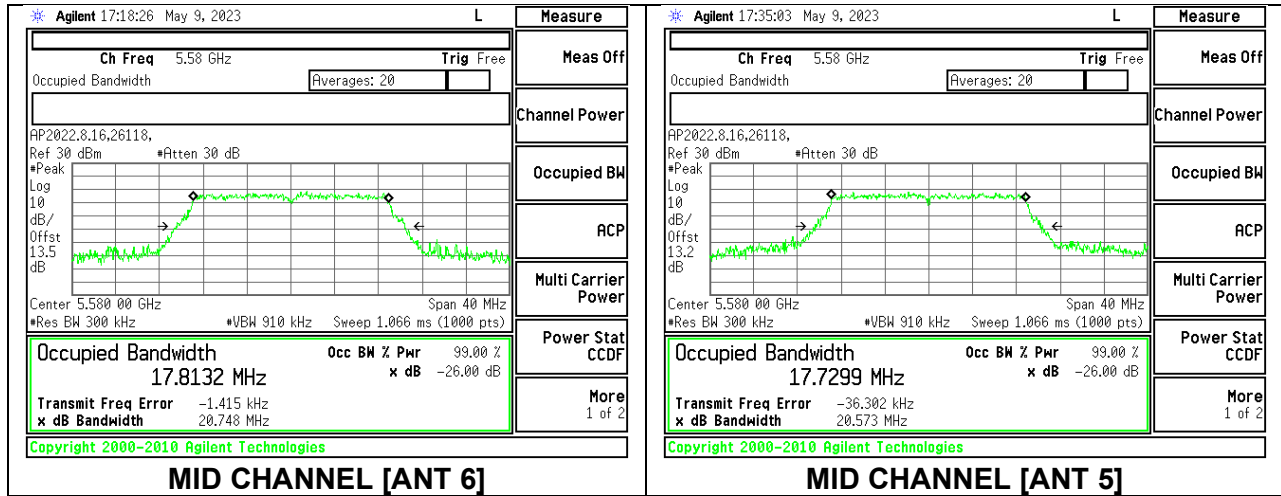 Agilent 17:18:26 May 9, 2023 L Measure
Ch Freq 5.58 GHz Trig Free
Occupied Bandwidth Averages: 20
Meas Off
Channel Power
Occupied BW
ACP
Multi Carrier
Power
Power Stat
CCDF
More
1 of 2
AP2022.8.16,26118,
Ref 30 dBm #Atten 30 dB
#Peak
Log
10
dB/
Offst
13.5
dB
Center 5.580 00 GHz Span 40 MHz
#Res BW 300 kHz #VBW 910 kHz Sweep 1.066 ms (1000 pts)
Occupied Bandwidth Occ BW % Pwr 99.00 %
17.8132 MHz x dB -26.00 dB
Transmit Freq Error -1.415 kHz
x dB Bandwidth 20.748 MHz
Copyright 2000-2010 Agilent Technologies
MID CHANNEL [ANT 6]
Agilent 17:35:03 May 9, 2023 L Measure
Ch Freq 5.58 GHz Trig Free
Occupied Bandwidth Averages: 20
Meas Off
Channel Power
Occupied BW
ACP
Multi Carrier
Power
Power Stat
CCDF
More
1 of 2
AP2022.8.16,26118,
Ref 30 dBm #Atten 30 dB
#Peak
Log
10
dB/
Offst
13.2
dB
Center 5.580 00 GHz Span 40 MHz
#Res BW 300 kHz #VBW 910 kHz Sweep 1.066 ms (1000 pts)
Occupied Bandwidth Occ BW % Pwr 99.00 %
17.7299 MHz x dB -26.00 dB
Transmit Freq Error -36.302 kHz
x dB Bandwidth 20.573 MHz
Copyright 2000-2010 Agilent Technologies
MID CHANNEL [ANT 5]